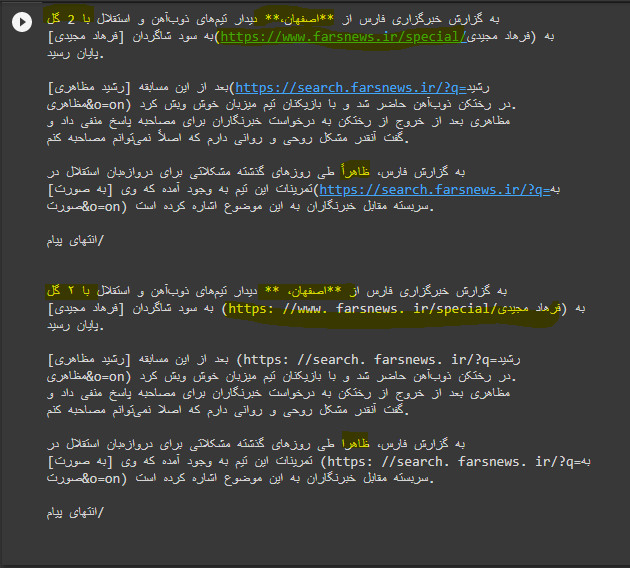 به گزارش خبرگزاری فارس از **اصفهان،** دیدار تیم‌های ذوب‌آهن و استقلال با 2 گل
به سود شاگردان [فرهاد مجیدی](https://www.farsnews.ir/special/فرهاد مجیدی) به
پایان رسید.
بعد از این مسابقه [رشید مظاهری](https://search.farsnews.ir/?q=رشید
مظاهری&o=on) در رختکن ذوب‌آهن حاضر شد و با بازیکنان تیم میزبان خوش وبش کرد.
مظاهری بعد از خروج از رختکن به درخواست خبرنگاران برای مصاحبه پاسخ منفی داد و
گفت آنقدر مشکل روحی و روانی دارم که اصلاً نمی‌توانم مصاحبه کنم.
به گزارش فارس، ظاهراً طی روزهای گذشته مشکلاتی برای دروازه‌بان استقلال در
تمرینات این تیم به وجود آمده که وی [به صورت](https://search.farsnews.ir/?q=به
صورت&o=on) سربسته مقابل خبرنگاران به این موضوع اشاره کرده است.
انتهای پیام/
به گزارش خبرگزاری فارس از **اصفهان، ** دیدار تیم‌های ذوب‌آهن و استقلال با ۲ گل
به سود شاگردان [فرهاد مجیدی] (https: //www. farsnews. ir/special/فرهاد مجیدی) به
پایان رسید.
بعد از این مسابقه [رشید مظاهری] (https: //search. farsnews. ir/?q=رشید
مظاهری&o=on) در رختکن ذوب‌آهن حاضر شد و با بازیکنان تیم میزبان خوش وبش کرد.
مظاهری بعد از خروج از رختکن به درخواست خبرنگاران برای مصاحبه پاسخ منفی داد و
گفت آنقدر مشکل روحی و روانی دارم که اصلا نمی‌توانم مصاحبه کنم.
به گزارش فارس، ظاهرا طی روزهای گذشته مشکلاتی برای دروازه‌بان استقلال در
تمرینات این تیم به وجود آمده که وی [به صورت] (https: //search. farsnews. ir/?q=به
صورت&o=on) سربسته مقابل خبرنگاران به این موضوع اشاره کرده است.
انتهای پیام/